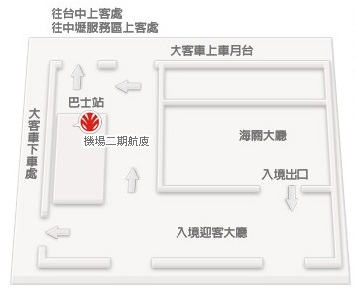 往台中上客處
往中壢服務區上客處
大客車上車月台
巴士站
大客車下車處
機場二期航廈
海關大廳
入境出口
入境迎客大廳